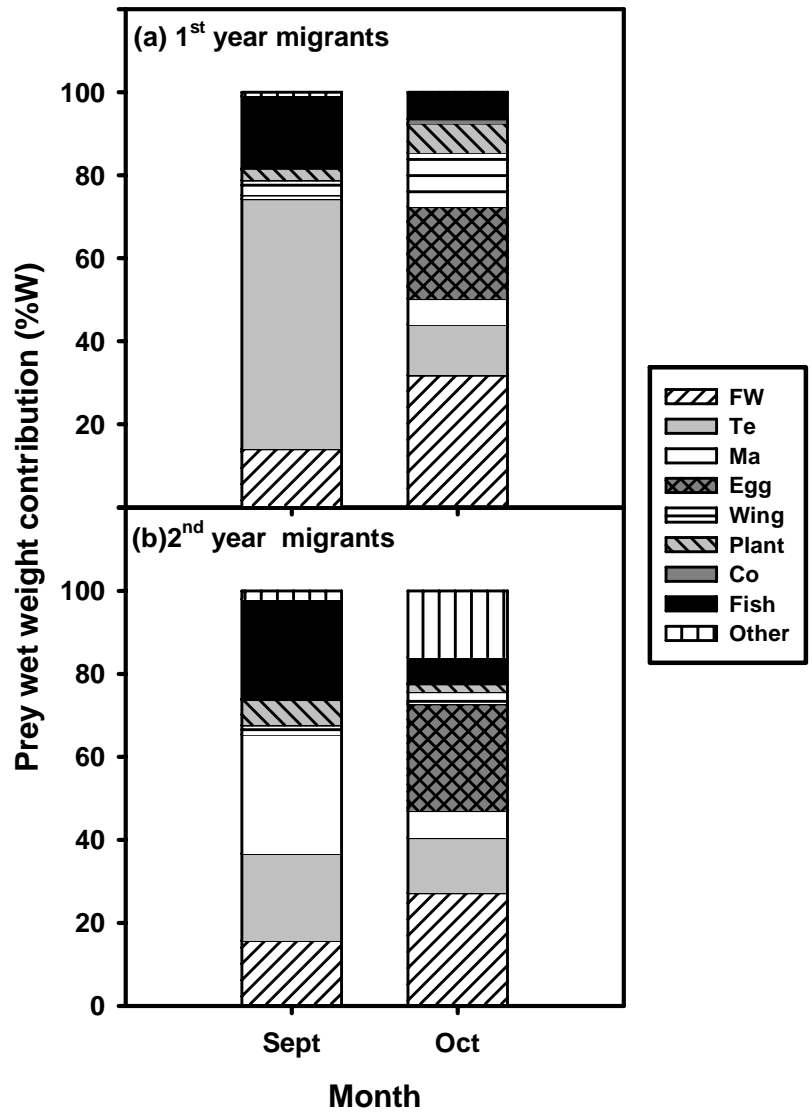 (a) 1st year migrants
100
80
60
40
20
(b)2nd year migrants
100
80
60
40
20
0
Prey wet weight contribution (%W)
Sept Oct
Month
FW
Te
Ma
Egg
Wing
Plant
Co
Fish
Other